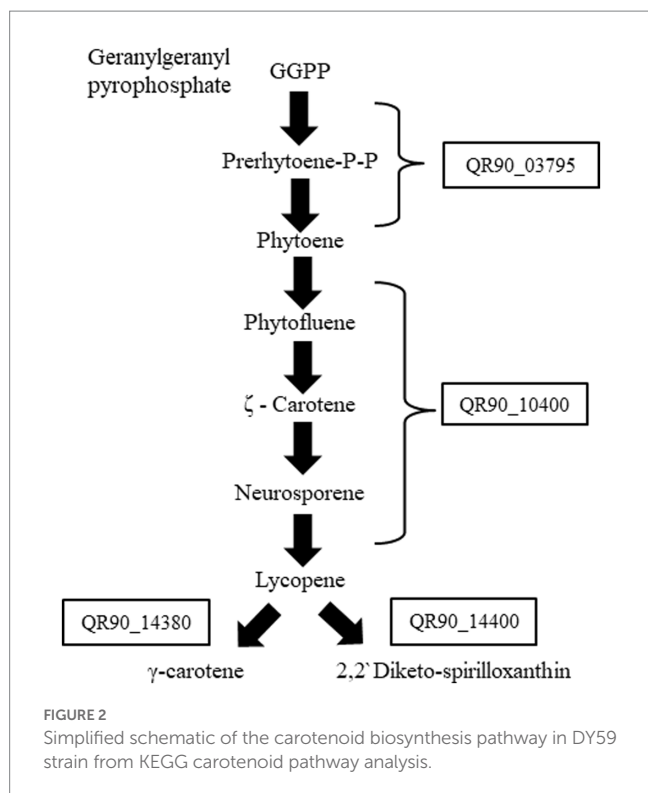 Geranylgeranyl
pyrophosphate
GGPP
Prerhytoene-P-P
QR90_03795
Phytoene
Phytofluene
ζ - Carotene
QR90_10400
Neurosporene
Lycopene
QR90_14380
QR90_14400
γ-carotene
2,2` Diketo-spirilloxanthin
FIGURE 2
Simplified schematic of the carotenoid biosynthesis pathway in DY59
strain from KEGG carotenoid pathway analysis.